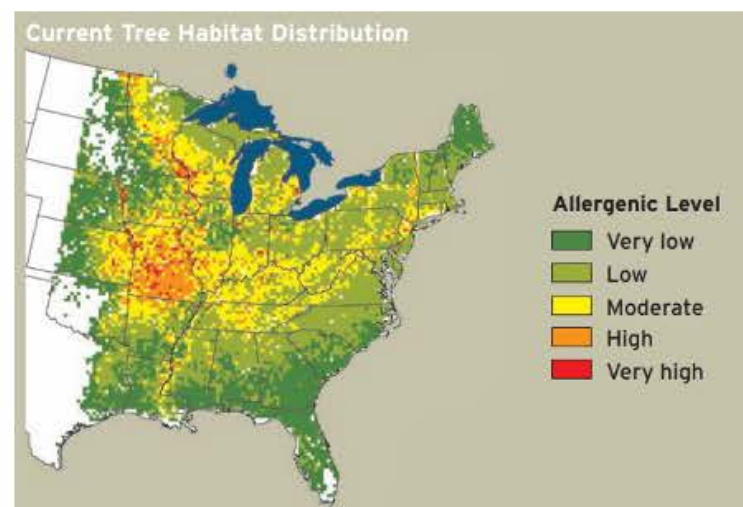 Current Tree Habitat Distribution
Allergenic Level
Very low
Low
Moderate
High
Very high